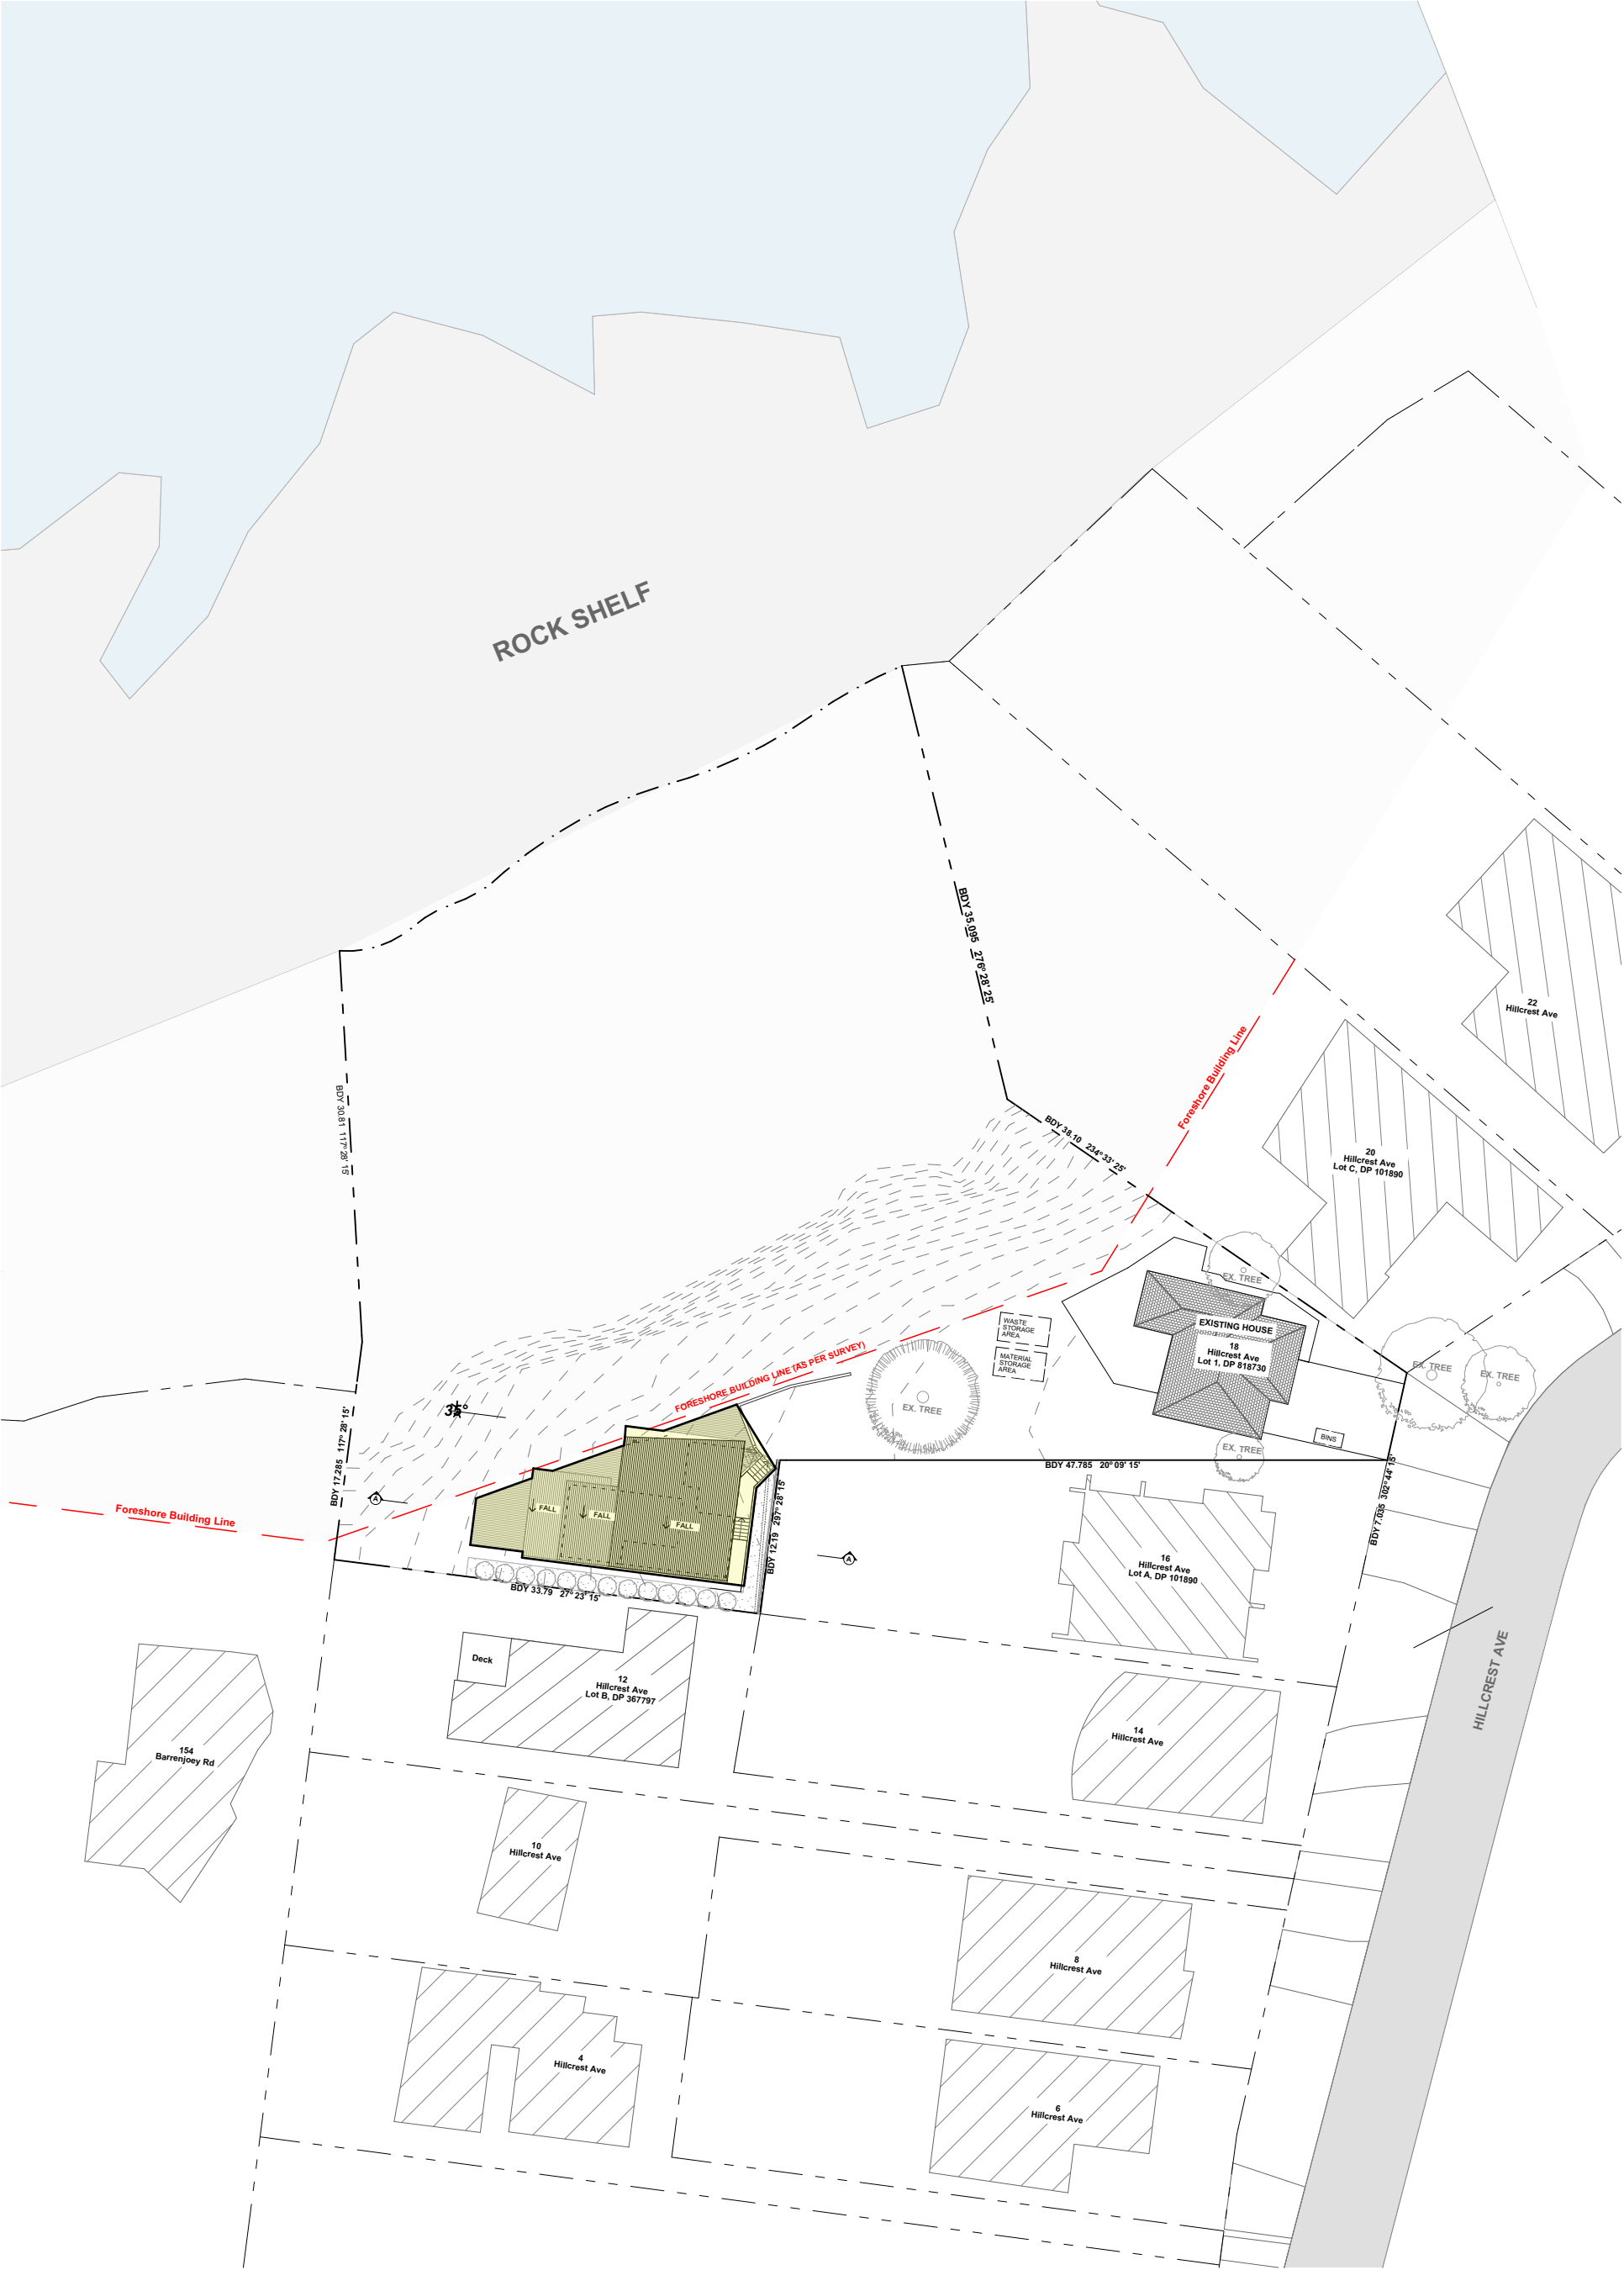 ROCK SHELF
BDY 35.095 276° 28' 25'
22
Hillcrest Ave
Foreshore Building Line
BDY 30.81 117° 28' 15'
BDY 38.10 234° 33' 25'
20
Hillcrest Ave
Lot C, DP 101890
EX. TREE
WASTE
STORAGE
AREA
EXISTING HOUSE
18
Hillcrest Ave
Lot 1, DP 818730
MATERIAL
STORAGE
AREA
FORESHORE BUILDING LINE (AS PER SURVEY)
EX. TREE
EX. TREE
EX. TREE
35°
BINS
EX. TREE
BDY 17.285 117° 28' 15'
BDY 47.785 20° 09' 15'
A
FALL
FALL
FALL
Foreshore Building Line
BDY 12.19 297° 28' 15'
BDY 7.035 302° 44' 15'
A
16
Hillcrest Ave
Lot A, DP 101890
BDY 33.79 27° 23' 15'
Deck
12
Hillcrest Ave
Lot B, DP 367797
HILLCREST AVE
14
Hillcrest Ave
154
Barrenjoey Rd
10
Hillcrest Ave
8
Hillcrest Ave
4
Hillcrest Ave
6
Hillcrest Ave